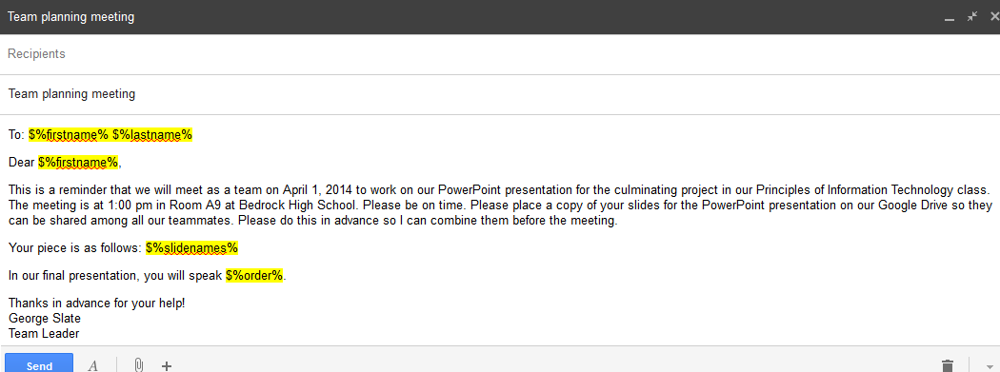 Team planning meeting
Recipients
Team planning meeting
To: $%firstname% $%lastname%
Dear $%firstname%,
This is a reminder that we will meet as a team on April 1, 2014 to work on our PowerPoint presentation for the culminating project in our Principles of Information Technology class.
The meeting is at 1:00 pm in Room A9 at Bedrock High School. Please be on time. Please place a copy of your slides for the PowerPoint presentation on our Google Drive so they
can be shared among all our teammates. Please do this in advance so I can combine them before the meeting.
Your piece is as follows: $%slidenames%
In our final presentation, you will speak $%order%.
Thanks in advance for your help!
George Slate
Team Leader
Send A